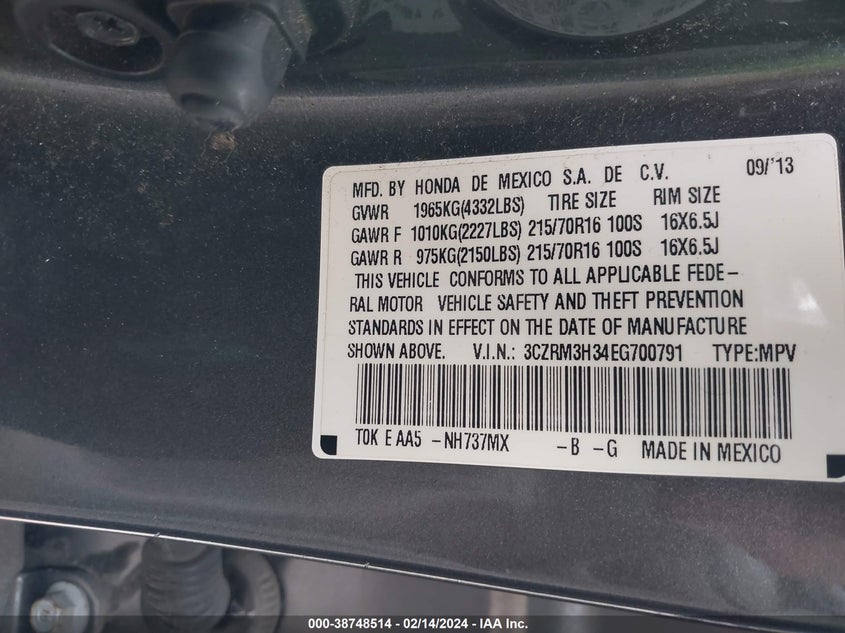 MFD. BY HONDA DE MEXICO S.A. DE C.V. 09/'13
GVWR 1965KG(4332LBS) TIRE SIZE RIM SIZE
GAWR F 1010KG(2227LBS) 215/70R16 100S 16X6.5J
GAWR R 975KG(2150LBS) 215/70R16 100S 16X6.5J
THIS VEHICLE CONFORMS TO ALL APPLICABLE FEDE-
RAL MOTOR VEHICLE SAFETY AND THEFT PREVENTION
STANDARDS IN EFFECT ON THE DATE OF MANUFACTURE
SHOWN ABOVE. V.I.N.: 3CZRM3H34EG700791 TYPE:MPV
T0K E AA5 -NH737MX -B -G MADE IN MEXICO
000-38748514 - 02/14/2024 - IAA Inc.